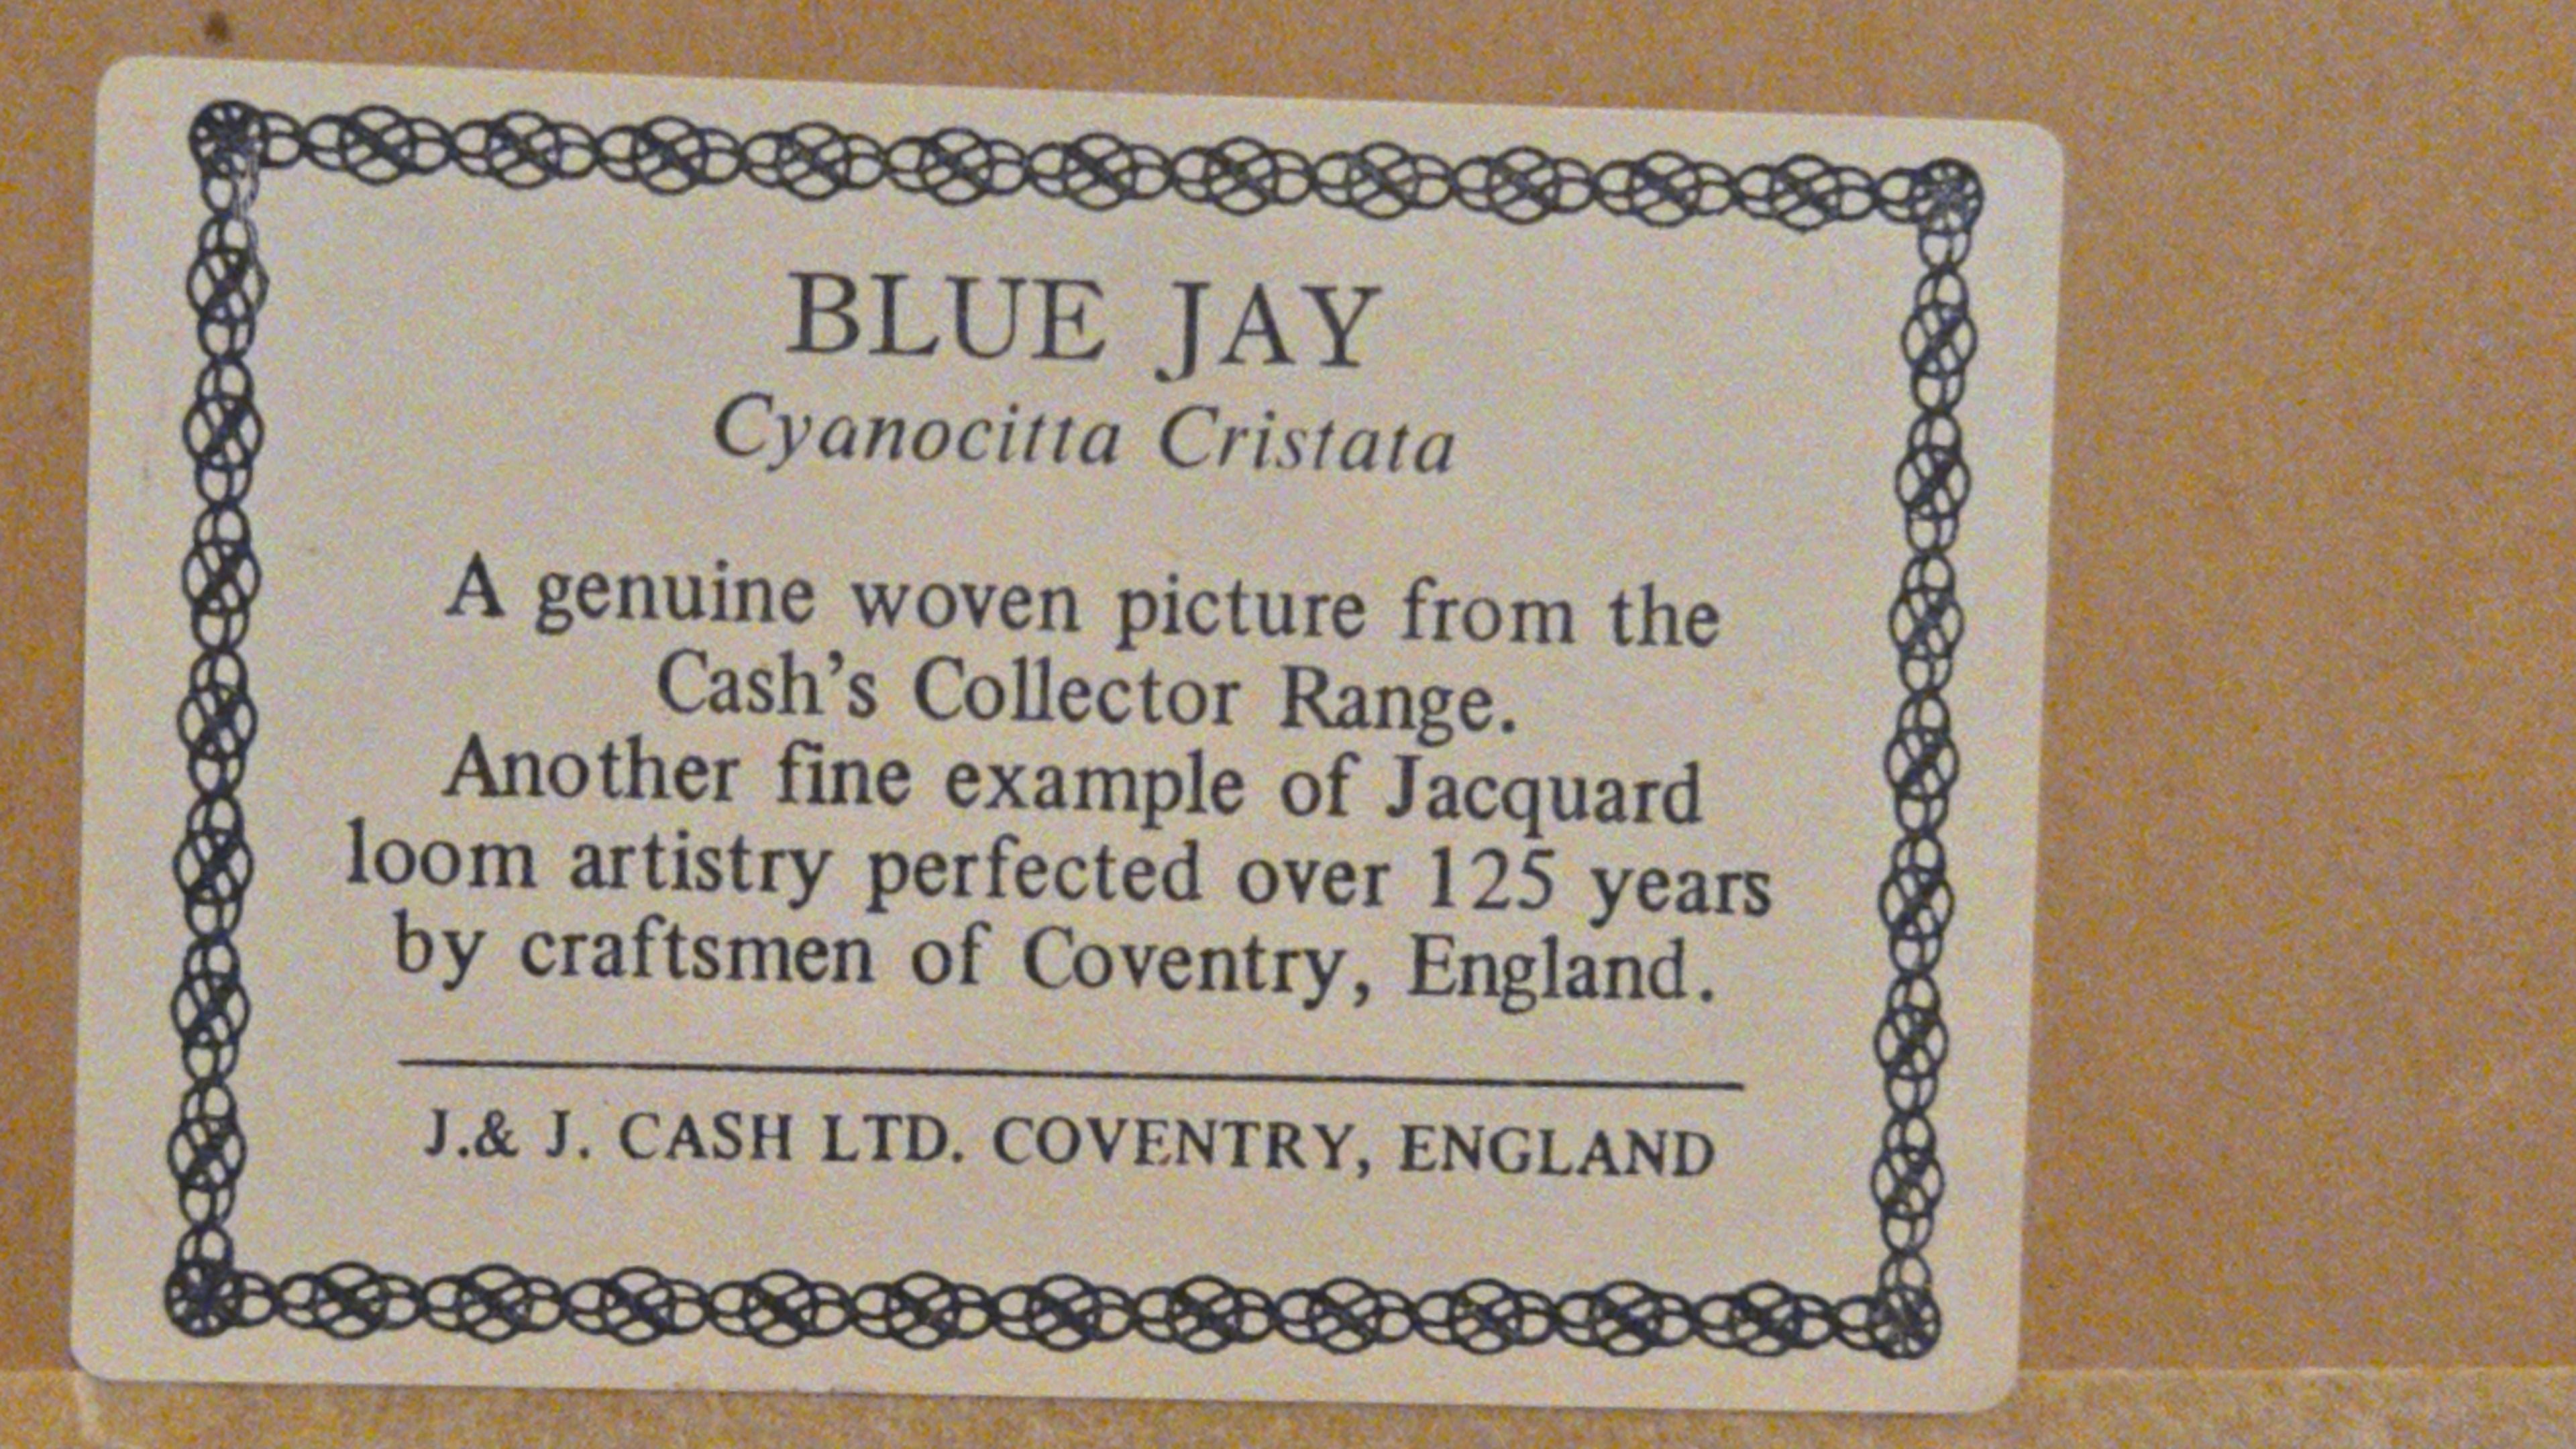 BLUE JAY
Cyanocitta Cristata
A genuine woven picture from the
Cash's Collector Range.
Another fine example of Jacquard
loom artistry perfected over 125 years
by craftsmen of Coventry, England.
J.& J. CASH LTD. COVENTRY, ENGLAND